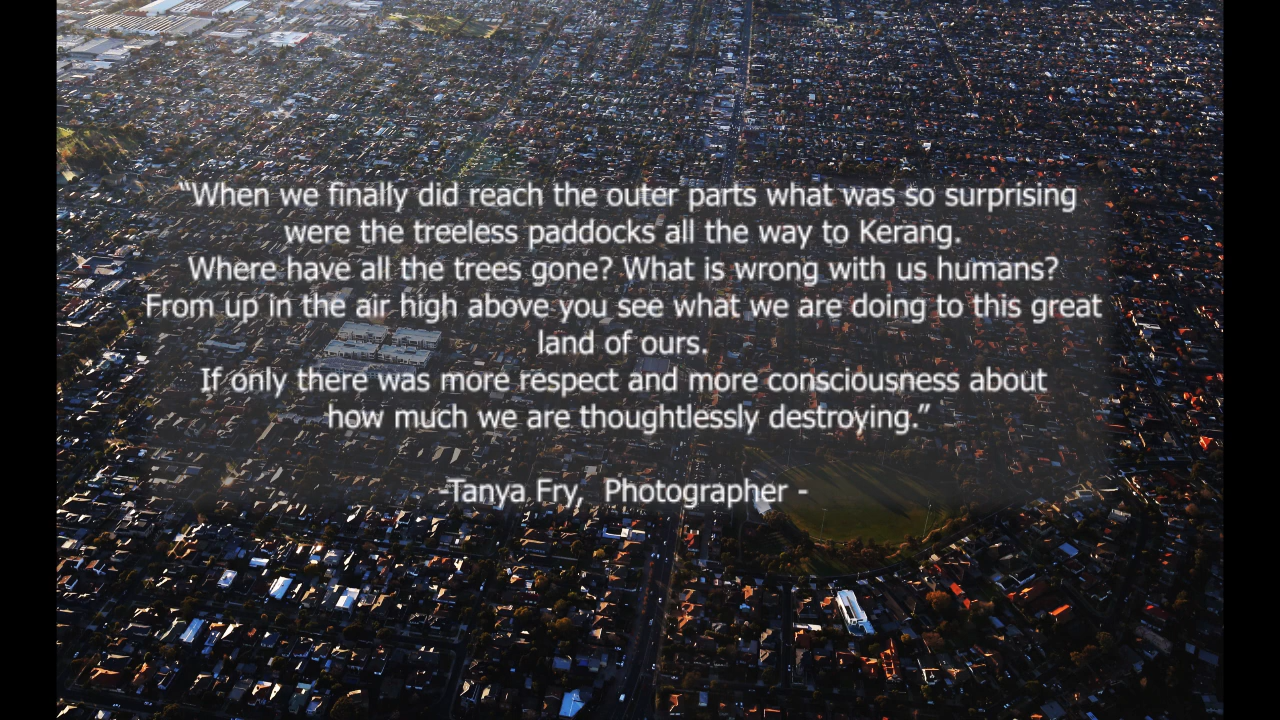 “When we finally did reach the outer parts what was so surprising
were the treeless paddocks all the way to Kerang.
Where have all the trees gone? What is wrong with us humans?
From up in the air high above you see what we are doing to this great
land of ours.
If only there was more respect and more consciousness about
how much we are thoughtlessly destroying.”
-Tanya Fry,  Photographer -